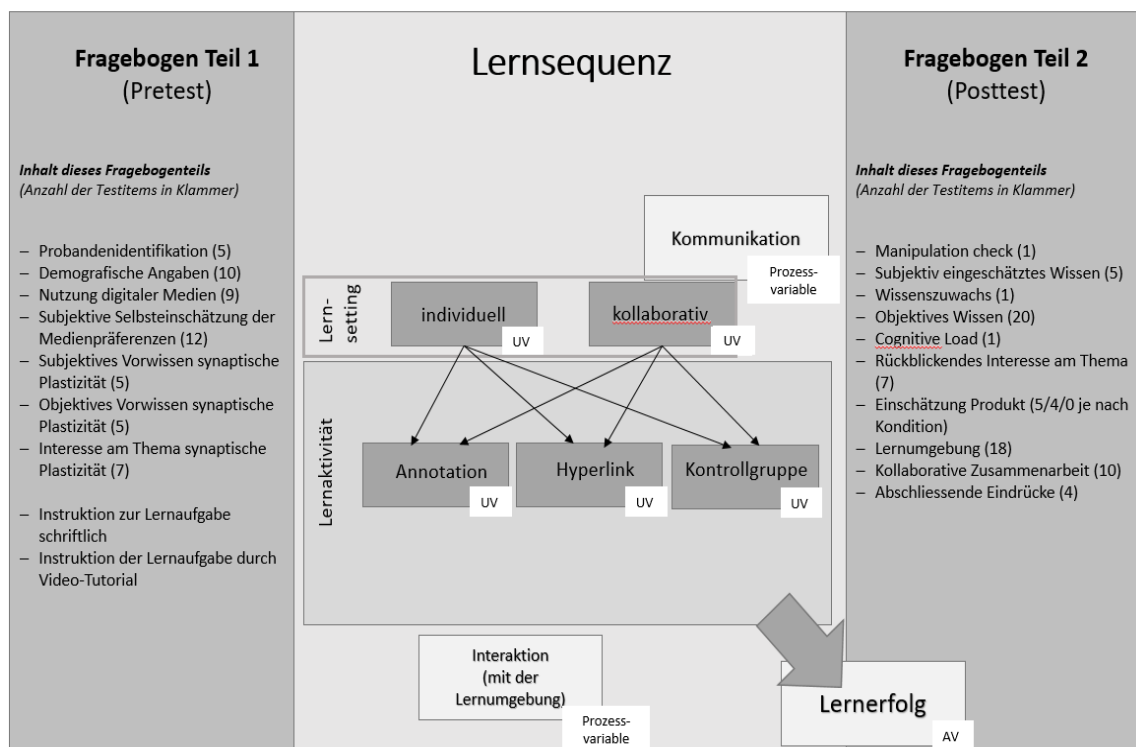 Fragebogen Teil 1
(Pretest)
Inhalt dieses Fragebogenteils
(Anzahl der Testitems in Klammer)
– Probandenidentifikation (5)
– Demografische Angaben (10)
– Nutzung digitaler Medien (9)
– Subjektive Selbsteinschätzung der
Medienpräferenzen (12)
– Subjektives Vorwissen synaptische
Plastizität (5)
– Objektives Vorwissen synaptische
Plastizität (5)
– Interesse am Thema synaptische
Plastizität (7)
– Instruktion zur Lernaufgabe
schriftlich
– Instruktion der Lernaufgabe durch
Video-Tutorial
Lernsequenz
Kommunikation
Prozess-
variable
Lern-
setting
individuell
UV
kollaborativ
UV
Lernaktivität
Annotation
UV
Hyperlink
UV
Kontrollgruppe
UV
Interaktion
(mit der
Lernumgebung)
Prozess-
variable
Lernerfolg
AV
Fragebogen Teil 2
(Posttest)
Inhalt dieses Fragebogenteils
(Anzahl der Testitems in Klammer)
– Manipulation check (1)
– Subjektiv eingeschätztes Wissen (5)
– Wissenszuwachs (1)
– Objektives Wissen (20)
– Cognitive Load (1)
– Rückblickendes Interesse am Thema
(7)
– Einschätzung Produkt (5/4/0 je nach
Kondition)
– Lernumgebung (18)
– Kollaborative Zusammenarbeit (10)
– Abschliessende Eindrücke (4)